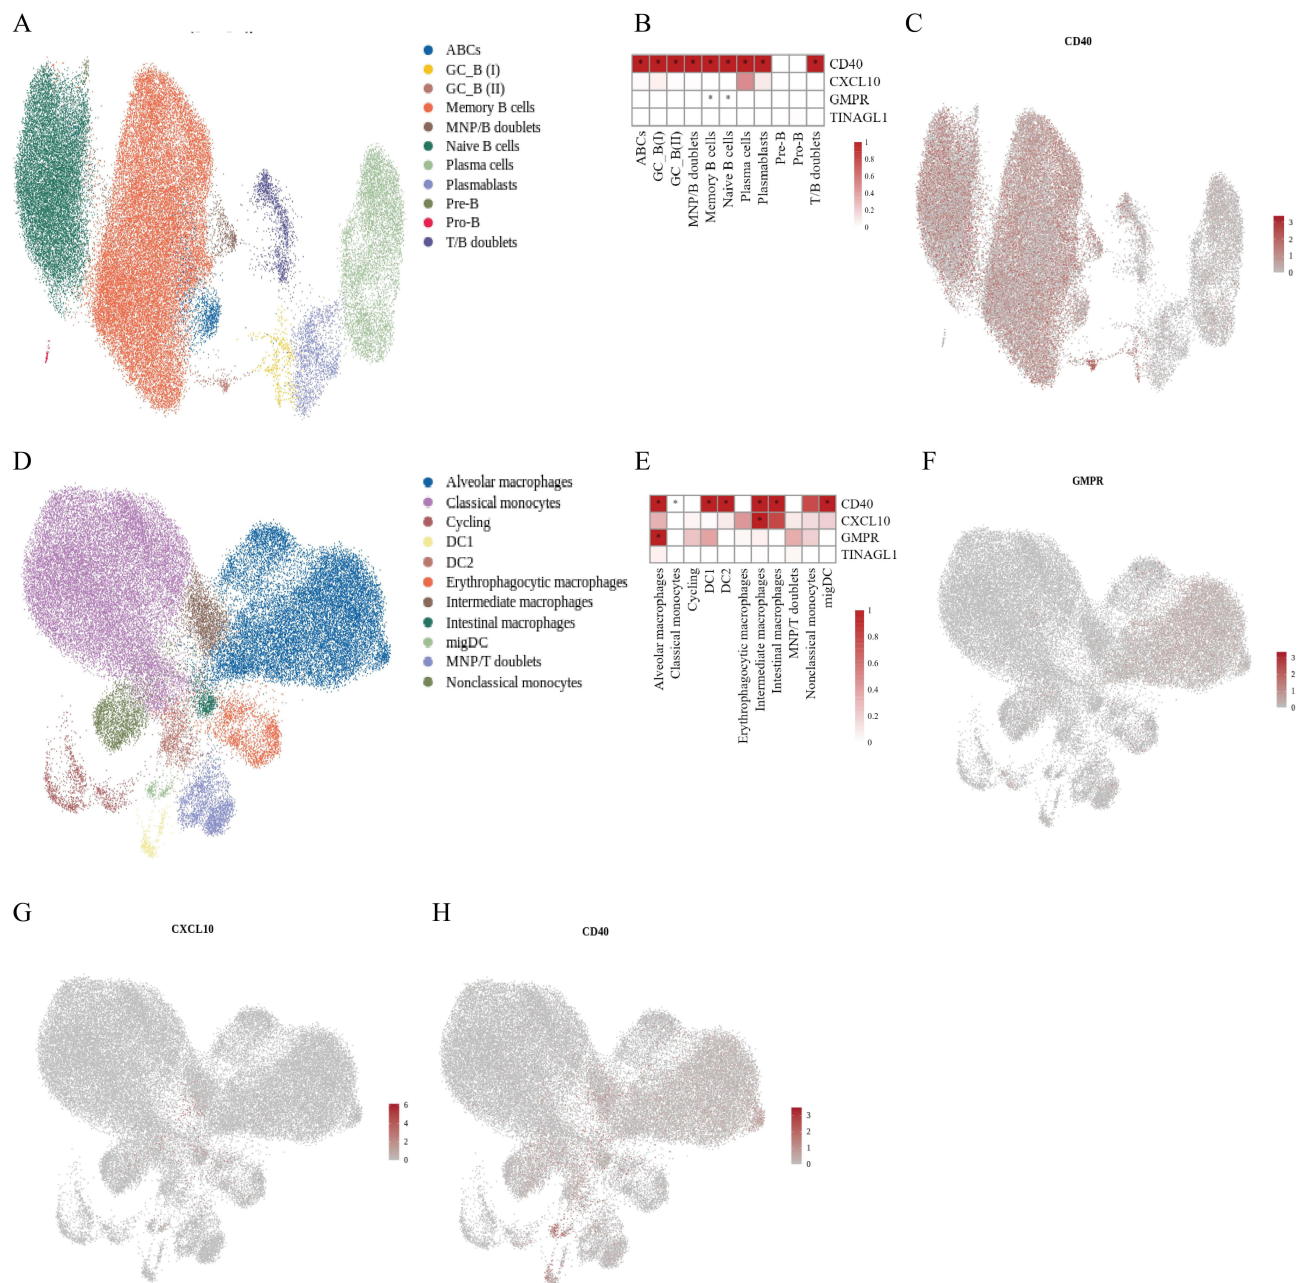 A
ABCs
GC_B (I)
GC_B (II)
Memory B cells
MNP/B doublets
Naive B cells
Plasma cells
Plasmablasts
Pre-B
Pro-B
T/B doublets
B
CD40
CXCL10
GMPR
TINAGL1
* * * * * * * * *
* *
ABCs
GC_B(I)
GC_B(II)
MNP/B doublets
Memory B cells
Naive B cells
Plasma cells
Plasmablasts
Pre-B
Pro-B
T/B doublets
1
0.8
0.6
0.4
0.2
0
C
CD40
3
2
1
0
D
Alveolar macrophages
Classical monocytes
Cycling
DC1
DC2
Erythrophagocytic macrophages
Intermediate macrophages
Intestinal macrophages
migDC
MNP/T doublets
Nonclassical monocytes
E
CD40
CXCL10
GMPR
TINAGL1
* * * * * * *
*
*
Alveolar macrophages
Classical monocytes
Cycling
DC1
DC2
Erythrophagocytic macrophages
Intermediate macrophages
Intestinal macrophages
MNP/T doublets
Nonclassical monocytes
migDC
1
0.8
0.6
0.4
0.2
0
F
GMPR
3
2
1
0
G
CXCL10
6
4
2
0
H
CD40
3
2
1
0